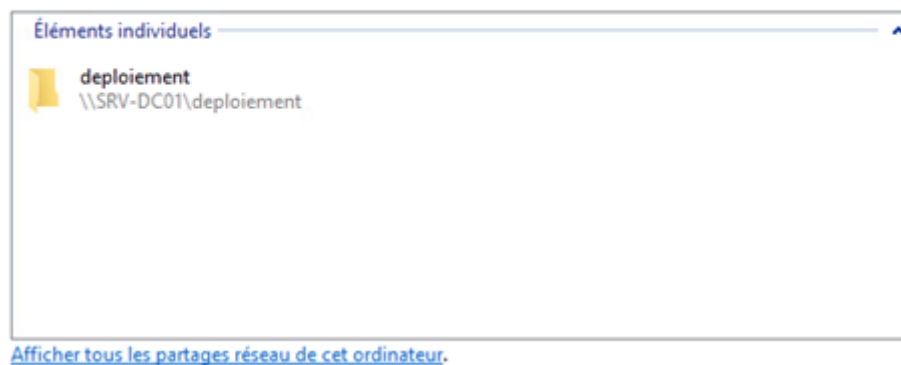 Éléments individuels
deploiement
\\SRV-DC01\deploiement
Afficher tous les partages réseau de cet ordinateur.